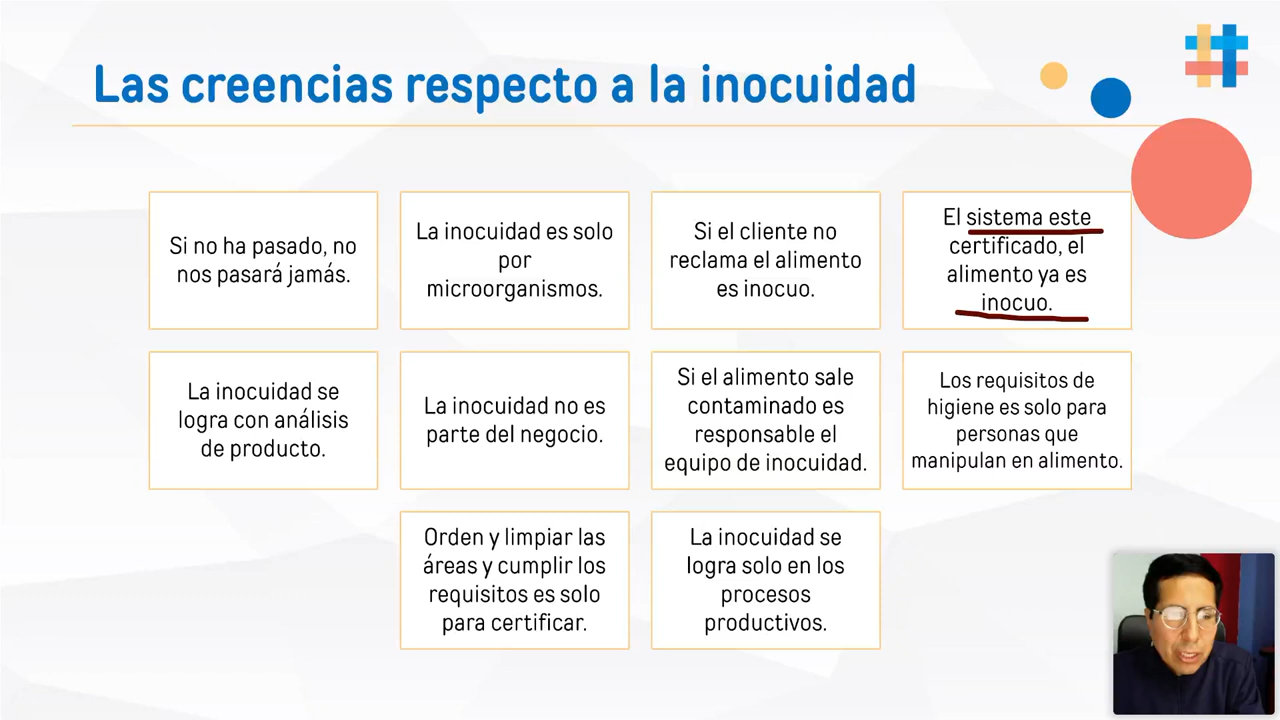 Las creencias respecto a la inocuidad
Si no ha pasado, no
nos pasará jamás.
La inocuidad es solo
por
microorganismos.
Si el cliente no
reclama el alimento
es inocuo.
El sistema este
certificado, el
alimento ya es
inocuo.
La inocuidad se
logra con análisis
de producto.
La inocuidad no es
parte del negocio.
Si el alimento sale
contaminado es
responsable el
equipo de inocuidad.
Los requisitos de
higiene es solo para
personas que
manipulan en alimento.
Orden y limpiar las
áreas y cumplir los
requisitos es solo
para certificar.
La inocuidad se
logra solo en los
procesos
productivos.